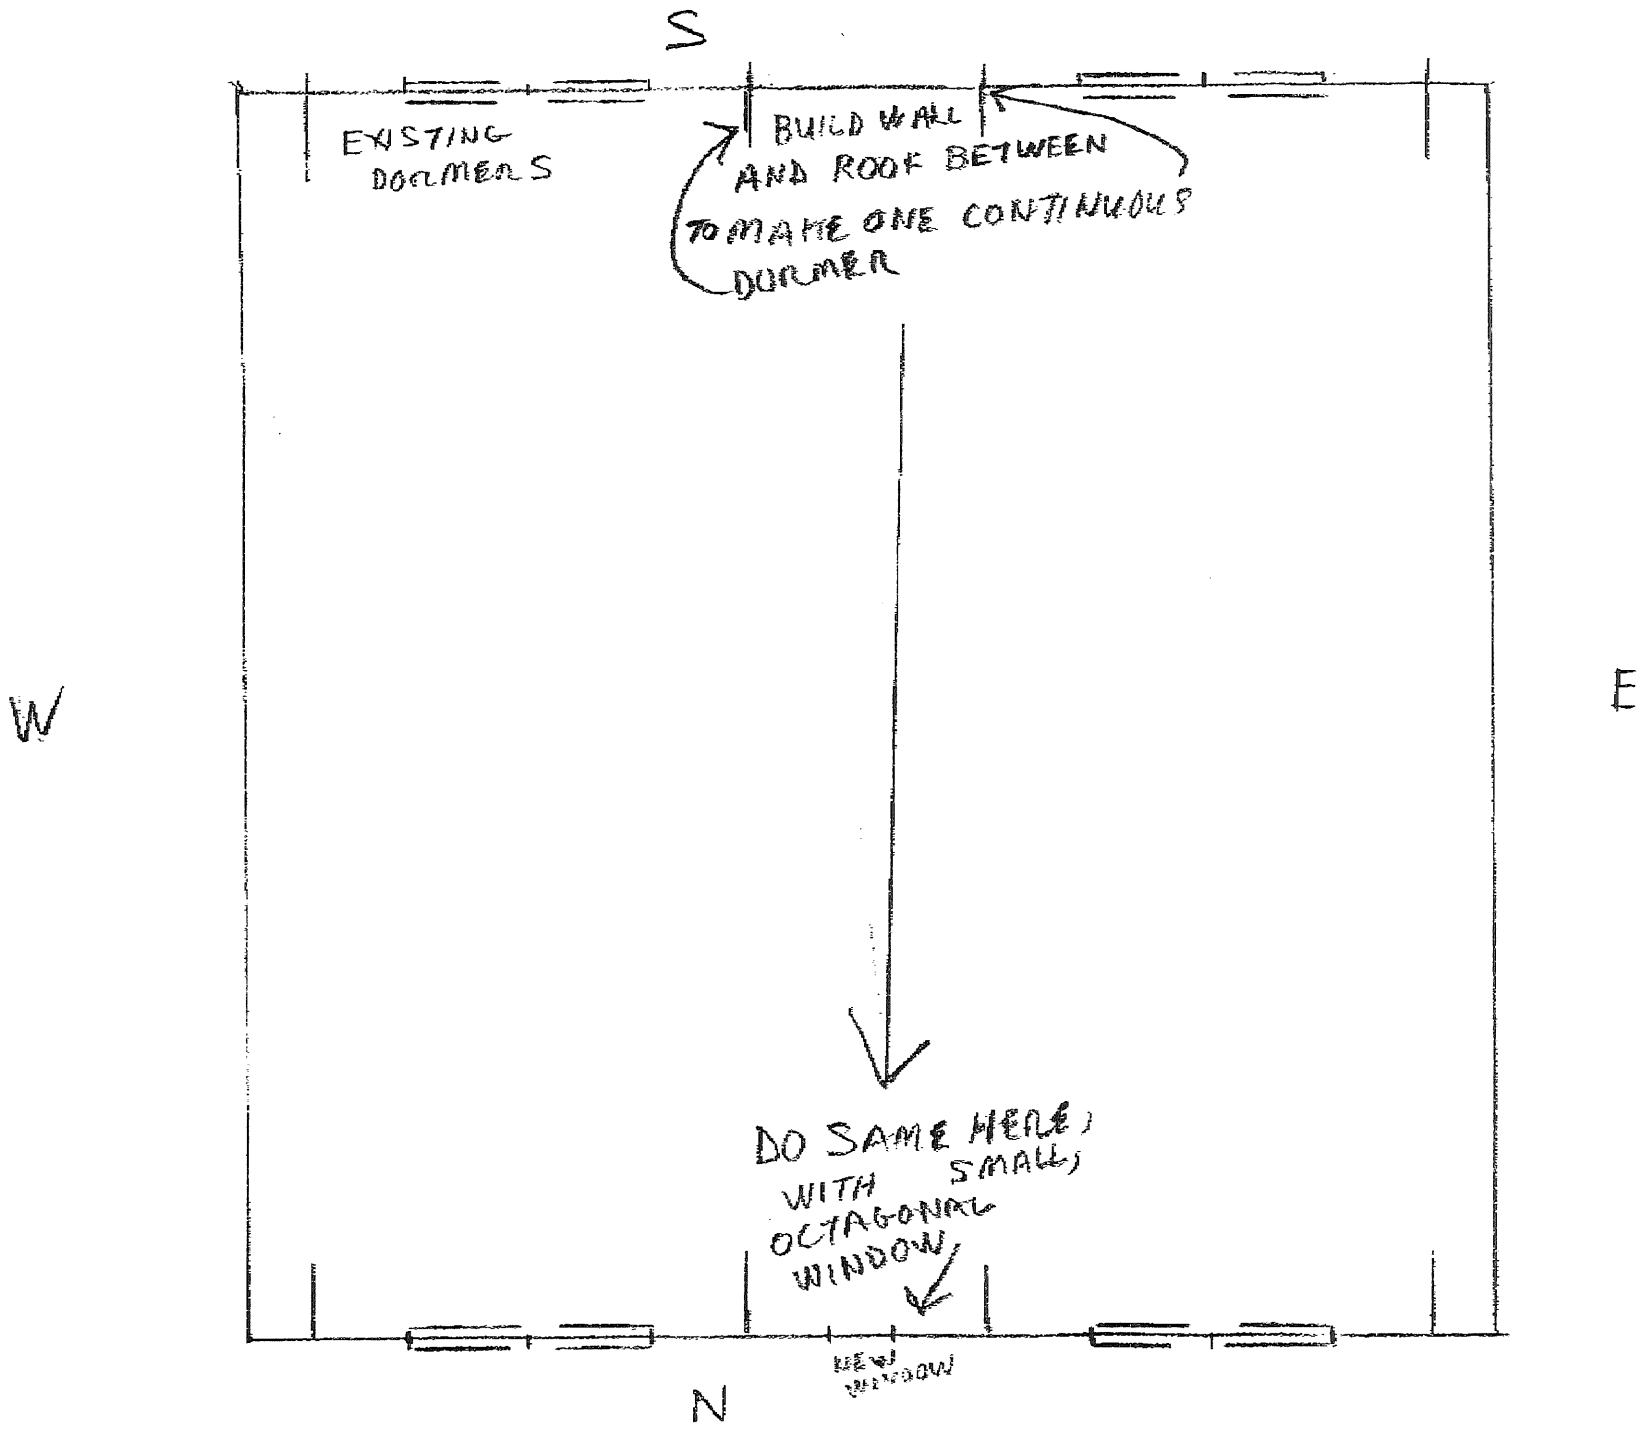 S
EXISTING
DORMERS
BUILD WALL
AND ROOF BETWEEN
TO MAKE ONE CONTINUOUS
DORMER
W
E
DO SAME HERE,
WITH SMALL,
OCTAGONAL
WINDOW
NEW
WINDOW
N